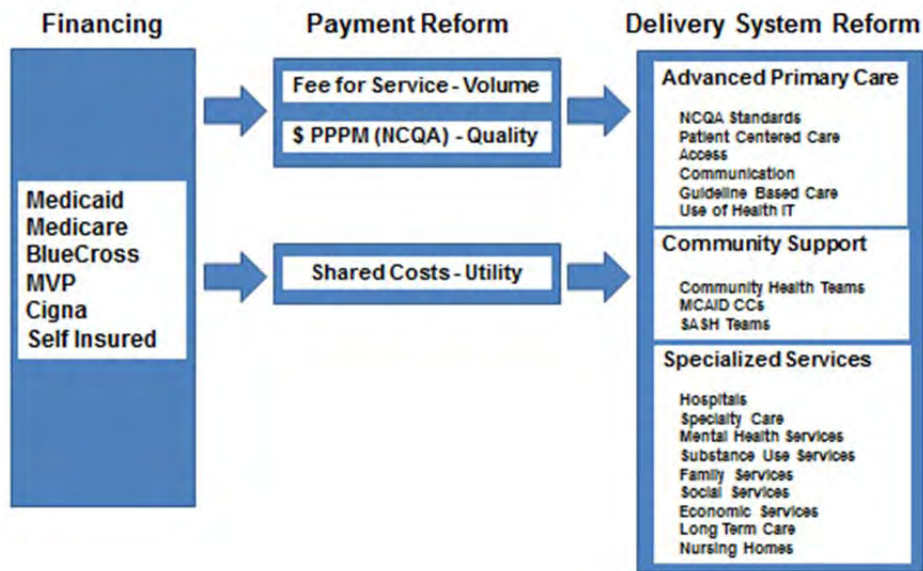 Financing
Payment Reform
Delivery System Reform
Medicaid
Medicare
BlueCross
MVP
Cigna
Self Insured
Fee for Service - Volume
$ PPPM (NCQA) - Quality
Shared Costs - Utility
Advanced Primary Care
NCQA Standards
Patient Centered Care
Access
Communication
Guideline Based Care
Use of Health IT
Community Support
Community Health Teams
MCAID CCs
SASH Teams
Specialized Services
Hospitals
Specialty Care
Mental Health Services
Substance Use Services
Family Services
Social Services
Economic Services
Long Term Care
Nursing Homes